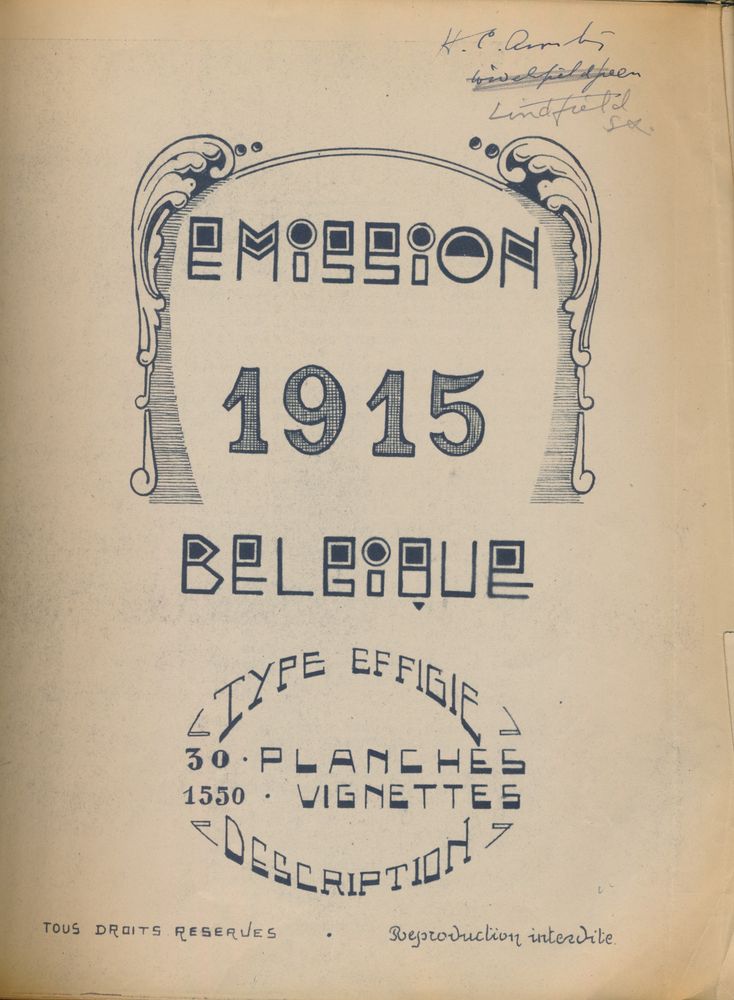 H. C.
Lindfield
Sx.
EMISSION
1915
BELGIQUE
TYPE EFFIGIE
30 · PLANCHES
1550 · VIGNETTES
DESCRIPTION
TOUS DROITS RESERVES · Reproduction interdite.